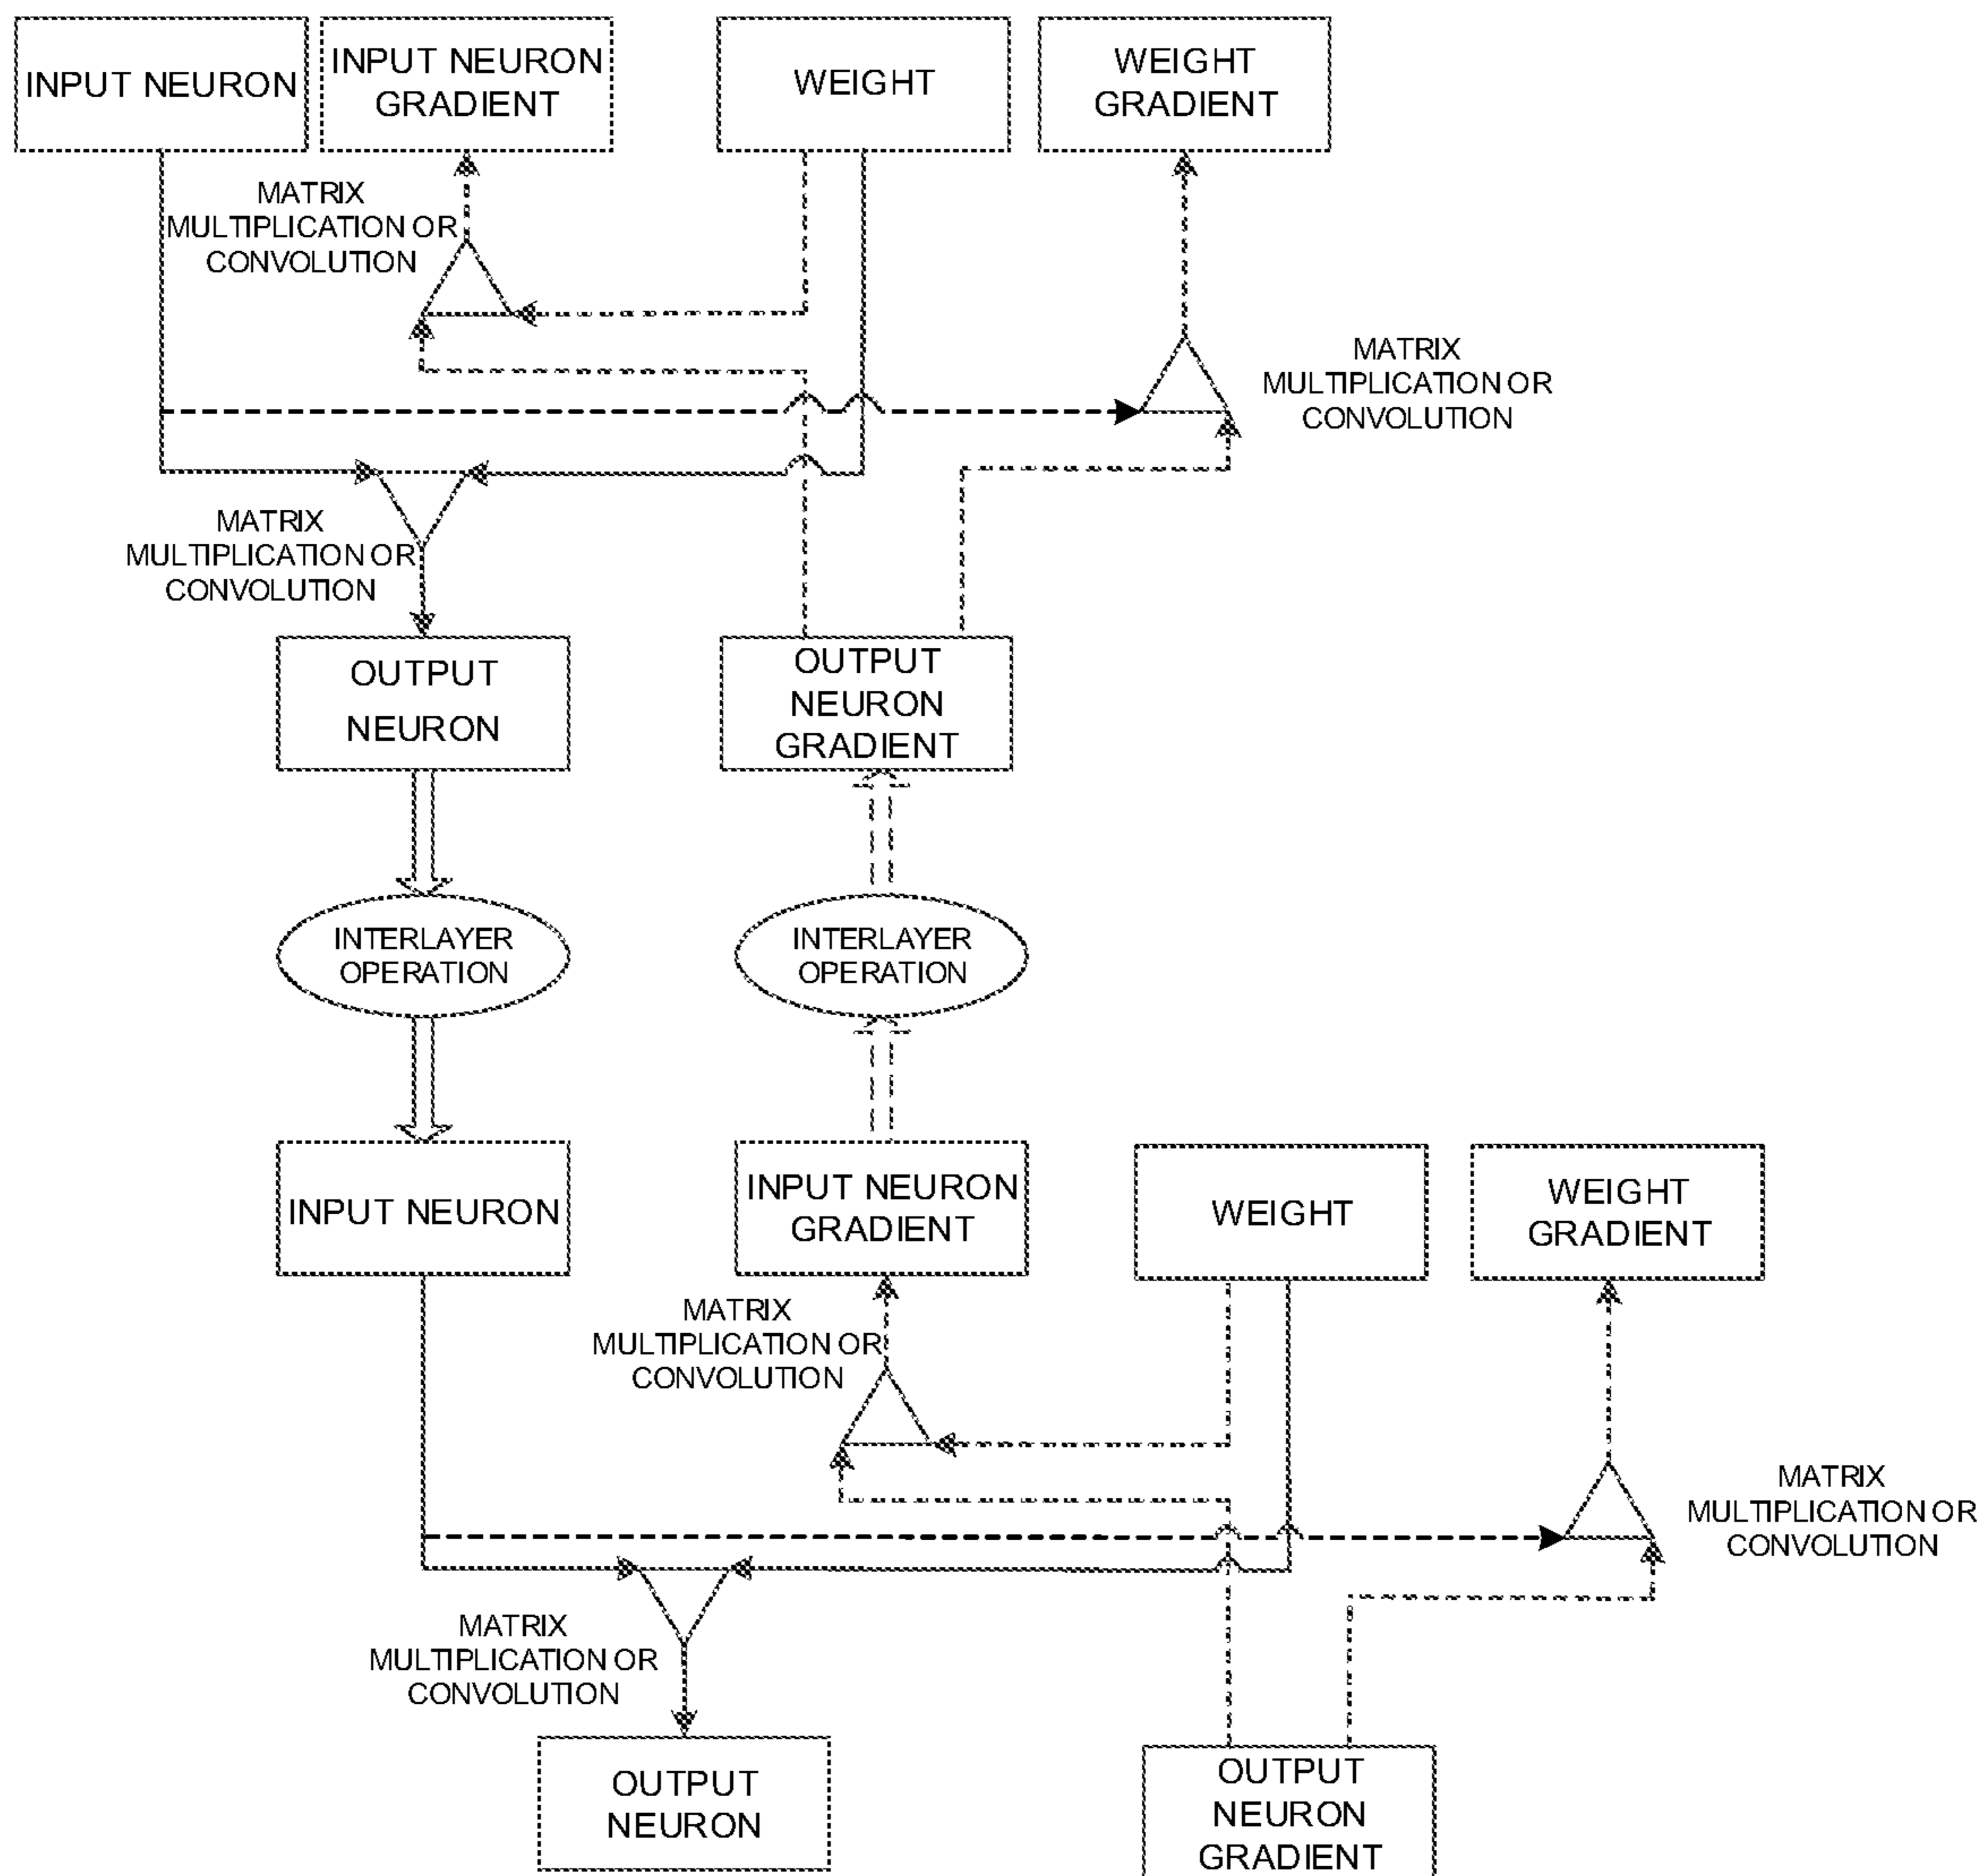 INPUT NEURON
INPUT NEURON
GRADIENT
WEIGHT
WEIGHT
GRADIENT
MATRIX
MULTIPLICATION OR
CONVOLUTION
MATRIX
MULTIPLICATION OR
CONVOLUTION
MATRIX
MULTIPLICATION OR
CONVOLUTION
OUTPUT
NEURON
OUTPUT
NEURON
GRADIENT
INTERLAYER
OPERATION
INTERLAYER
OPERATION
INPUT NEURON
INPUT NEURON
GRADIENT
WEIGHT
WEIGHT
GRADIENT
MATRIX
MULTIPLICATION OR
CONVOLUTION
MATRIX
MULTIPLICATION OR
CONVOLUTION
MATRIX
MULTIPLICATION OR
CONVOLUTION
OUTPUT
NEURON
OUTPUT
NEURON
GRADIENT